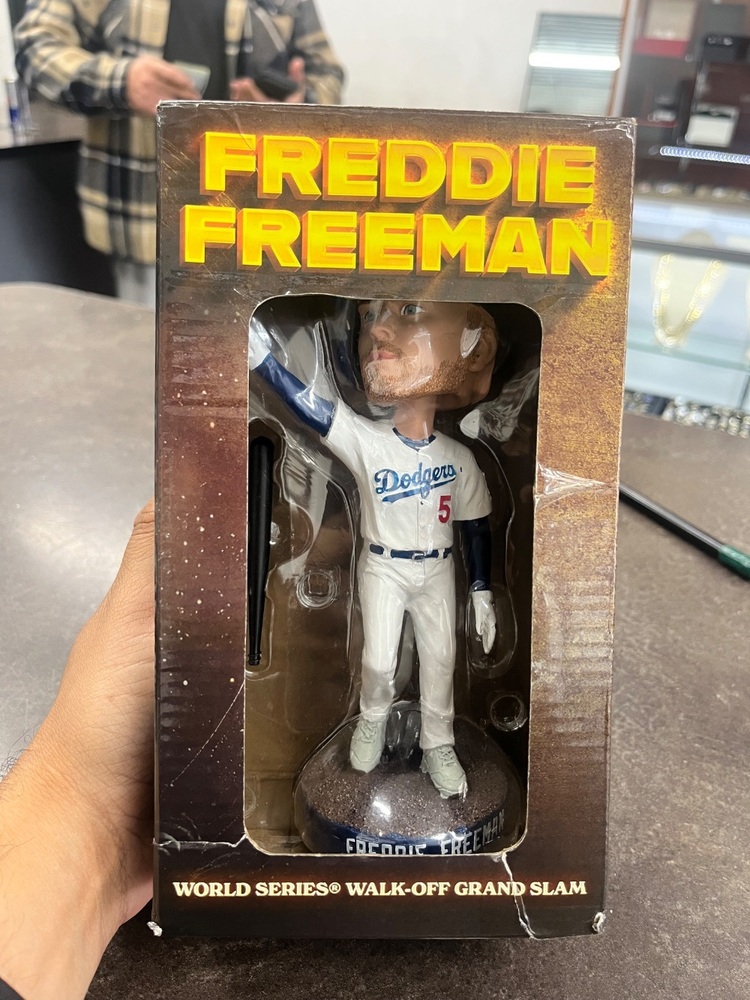 FREDDIE
FREEMAN
Dodgers
5
FREDDIE FREEMAN
WORLD SERIES® WALK-OFF GRAND SLAM